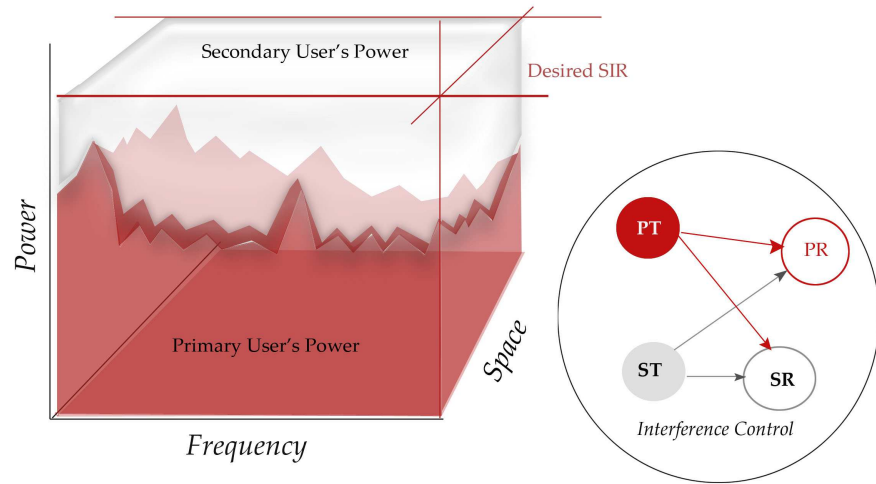 Secondary User's Power
Desired SIR
Power
Primary User's Power
Space
Frequency
PT
PR
ST
SR
Interference Control